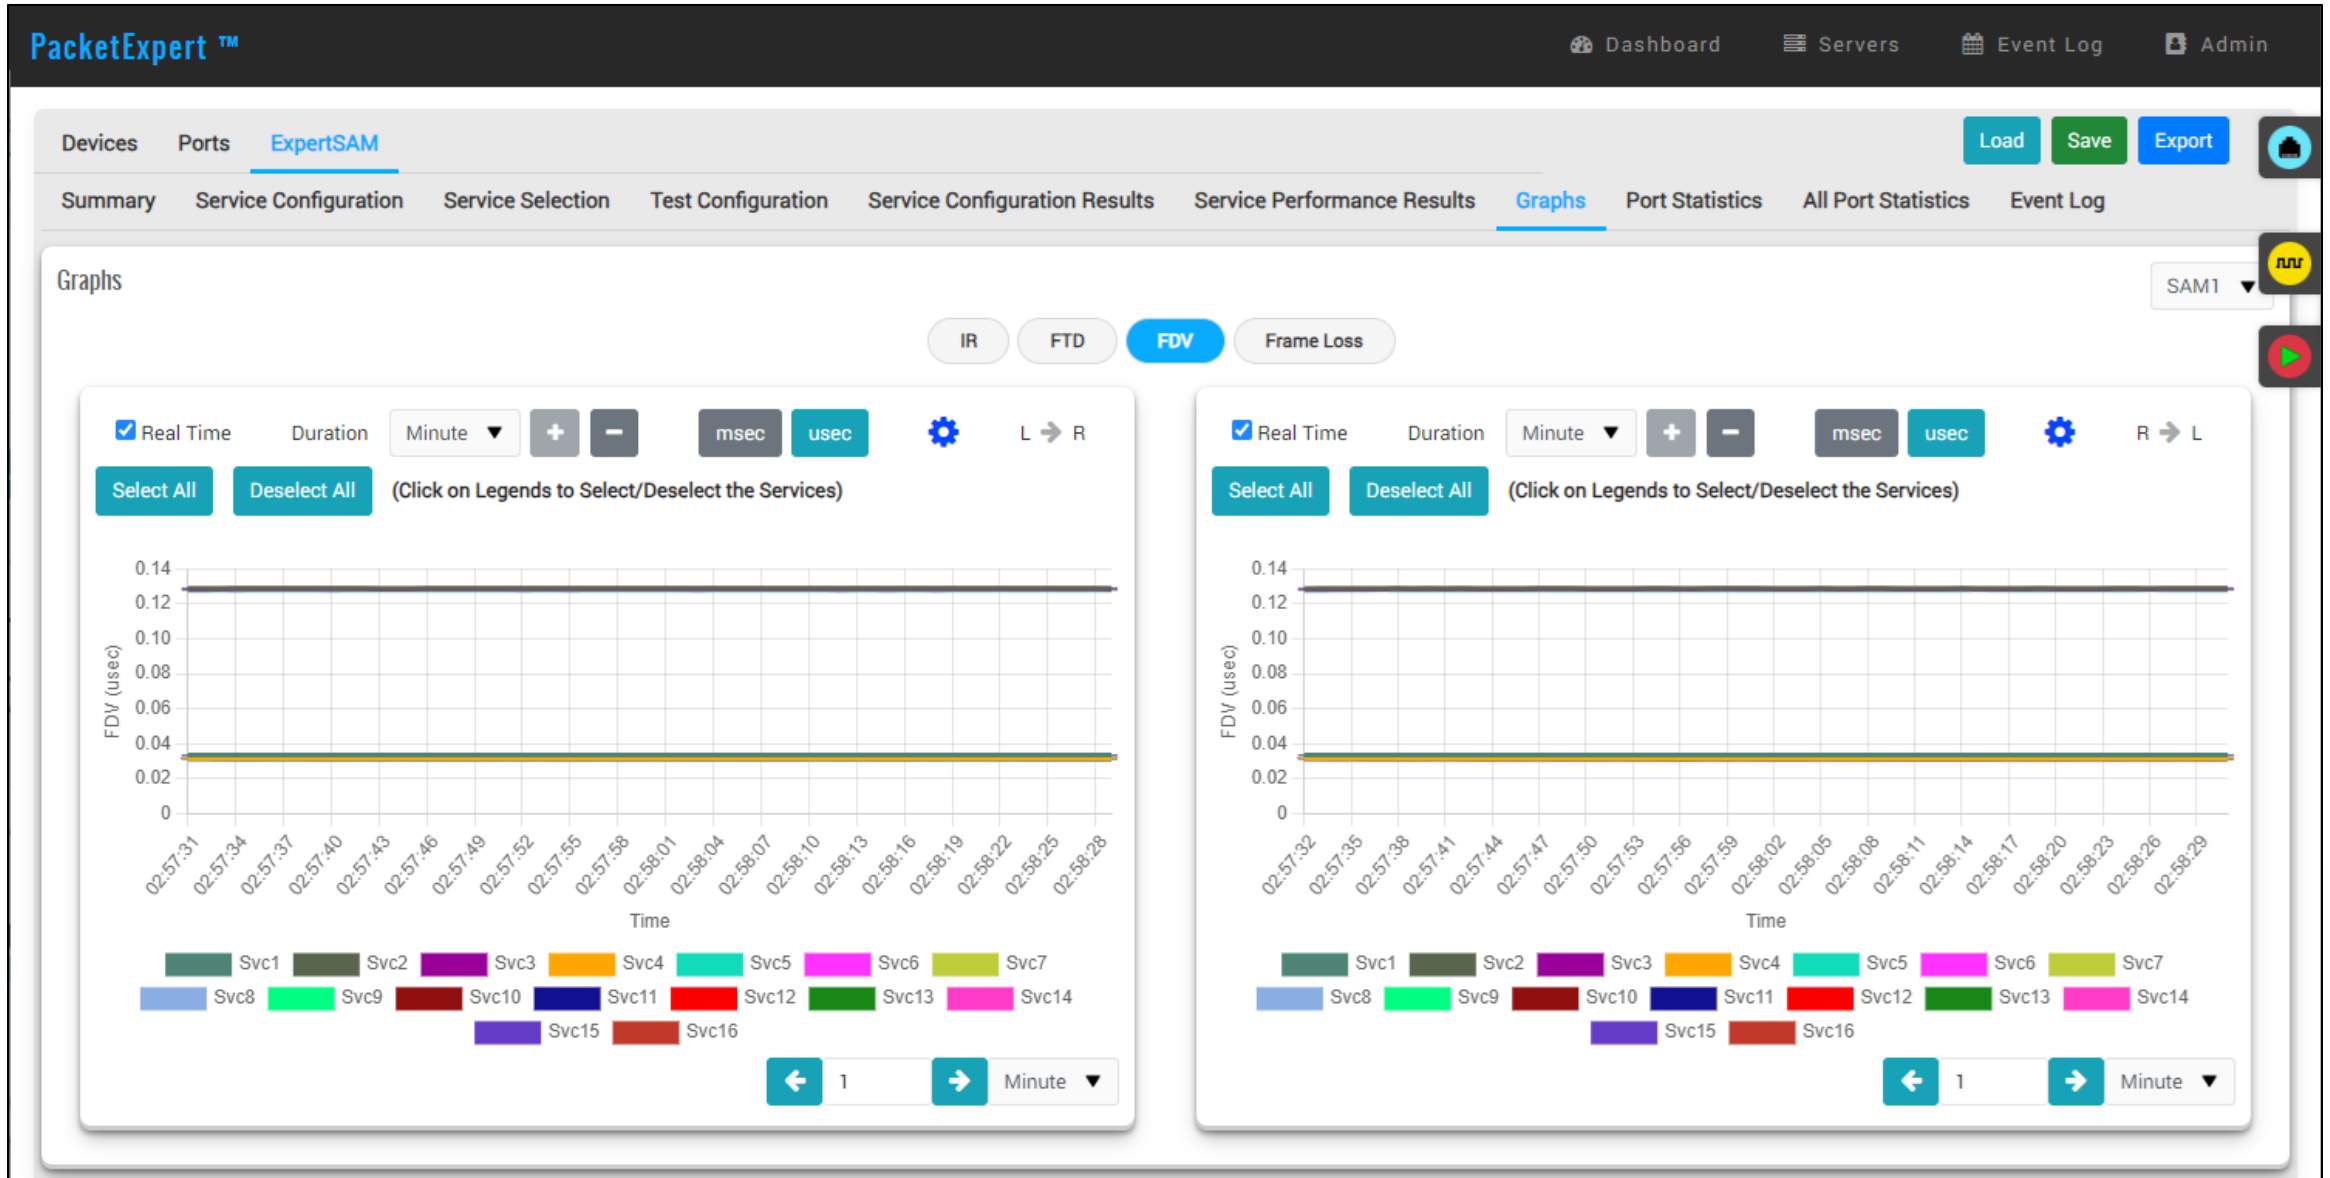 PacketExpert ™ Dashboard Servers Event Log Admin
Devices Ports ExpertSAM Load Save Export
Summary Service Configuration Service Selection Test Configuration Service Configuration Results Service Performance Results Graphs Port Statistics All Port Statistics Event Log
Graphs
SAM1
IR FTD FDV Frame Loss
Real Time Duration Minute + − msec usec L R
Select All Deselect All (Click on Legends to Select/Deselect the Services)
FDV (usec)
0.14
0.12
0.10
0.08
0.06
0.04
0.02
0
02:57:31 02:57:34 02:57:37 02:57:40 02:57:43 02:57:46 02:57:49 02:57:52 02:57:55 02:57:58 02:58:01 02:58:04 02:58:07 02:58:10 02:58:13 02:58:16 02:58:19 02:58:22 02:58:25 02:58:28
Time
Svc1 Svc2 Svc3 Svc4 Svc5 Svc6 Svc7
Svc8 Svc9 Svc10 Svc11 Svc12 Svc13 Svc14
Svc15 Svc16
1 Minute
Real Time Duration Minute + − msec usec R L
Select All Deselect All (Click on Legends to Select/Deselect the Services)
FDV (usec)
0.14
0.12
0.10
0.08
0.06
0.04
0.02
0
02:57:32 02:57:35 02:57:38 02:57:41 02:57:44 02:57:47 02:57:50 02:57:53 02:57:56 02:57:59 02:58:02 02:58:05 02:58:08 02:58:11 02:58:14 02:58:17 02:58:20 02:58:23 02:58:26 02:58:29
Time
Svc1 Svc2 Svc3 Svc4 Svc5 Svc6 Svc7
Svc8 Svc9 Svc10 Svc11 Svc12 Svc13 Svc14
Svc15 Svc16
1 Minute